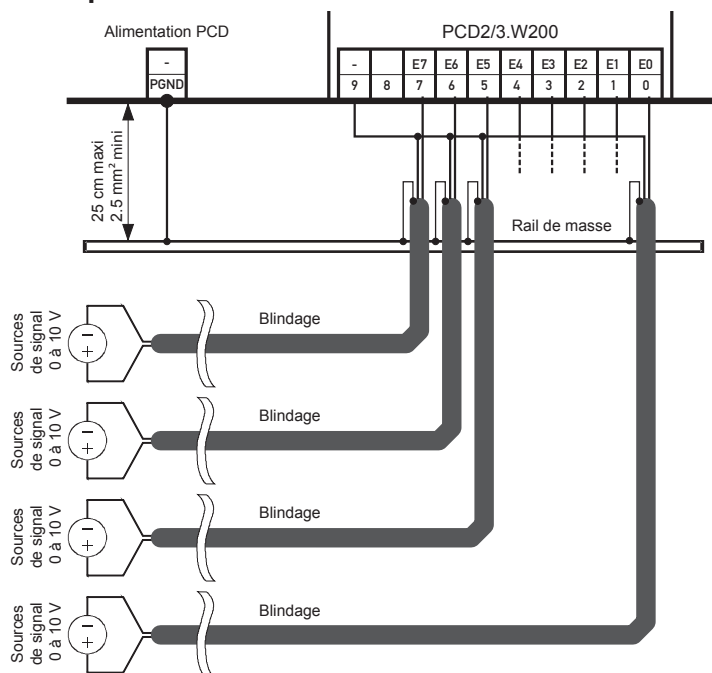 Alimentation PCD
PCD2/3.W200
-
PGND
- E7 E6 E5 E4 E3 E2 E1 E0
9 8 7 6 5 4 3 2 1 0
25 cm maxi
2.5 mm² mini
Rail de masse
Sources
de signal
0 à 10 V
- +
Blindage
Sources
de signal
0 à 10 V
- +
Blindage
Sources
de signal
0 à 10 V
- +
Blindage
Sources
de signal
0 à 10 V
- +
Blindage